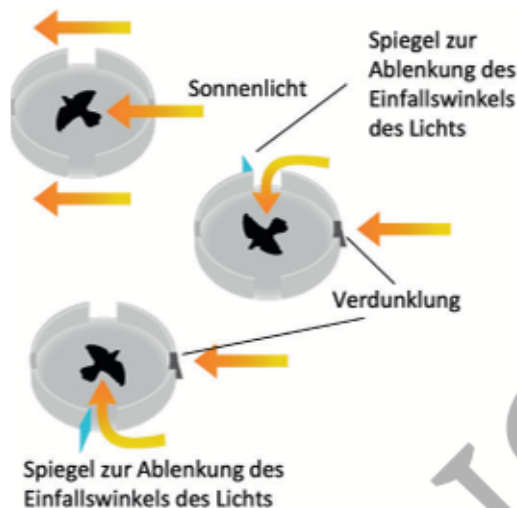 Sonnenlicht
Spiegel zur
Ablenkung des
Einfallswinkels
des Lichts
Verdunklung
Spiegel zur Ablenkung des
Einfallswinkels des Lichts